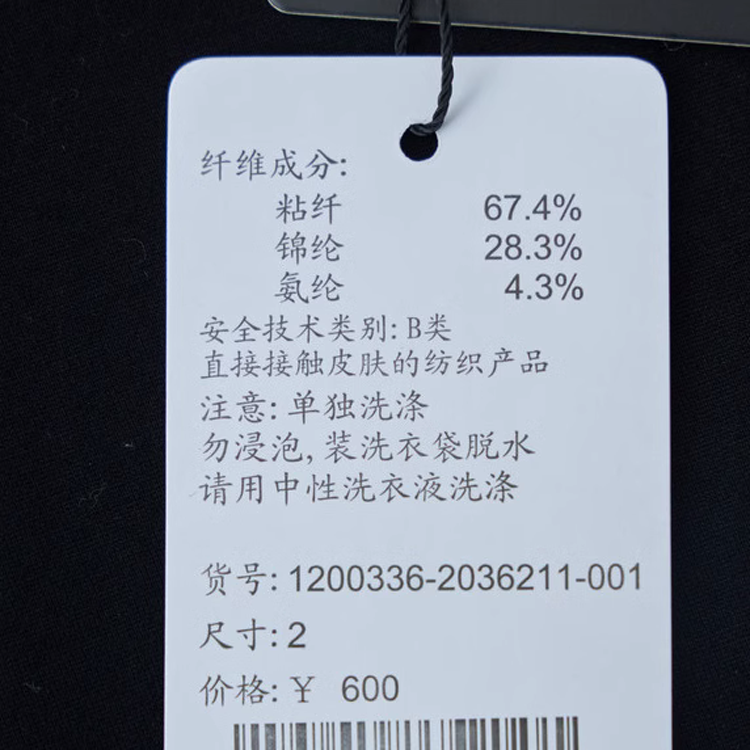 纤维成分:
粘纤 67.4%
锦纶 28.3%
氨纶 4.3%
安全技术类别: B类
直接接触皮肤的纺织产品
注意: 单独洗涤
勿浸泡, 装洗衣袋脱水
请用中性洗衣液洗涤
货号: 1200336-2036211-001
尺寸: 2
价格: ¥ 600